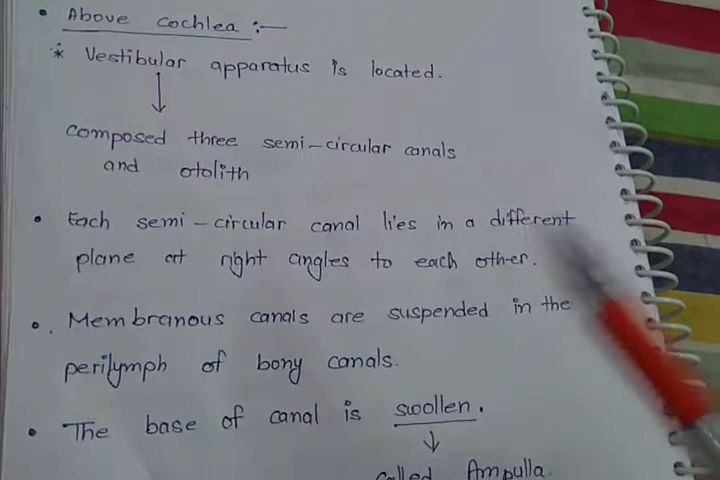 • Above Cochlea :—
* Vestibular apparatus is located.
↓
Composed three semi-circular canals
and otolith
• Each semi-circular canal lies in a different
plane at right angles to each other.
• Membranous canals are suspended in the
perilymph of bony canals.
• The base of canal is swollen.
↓
called Ampulla.